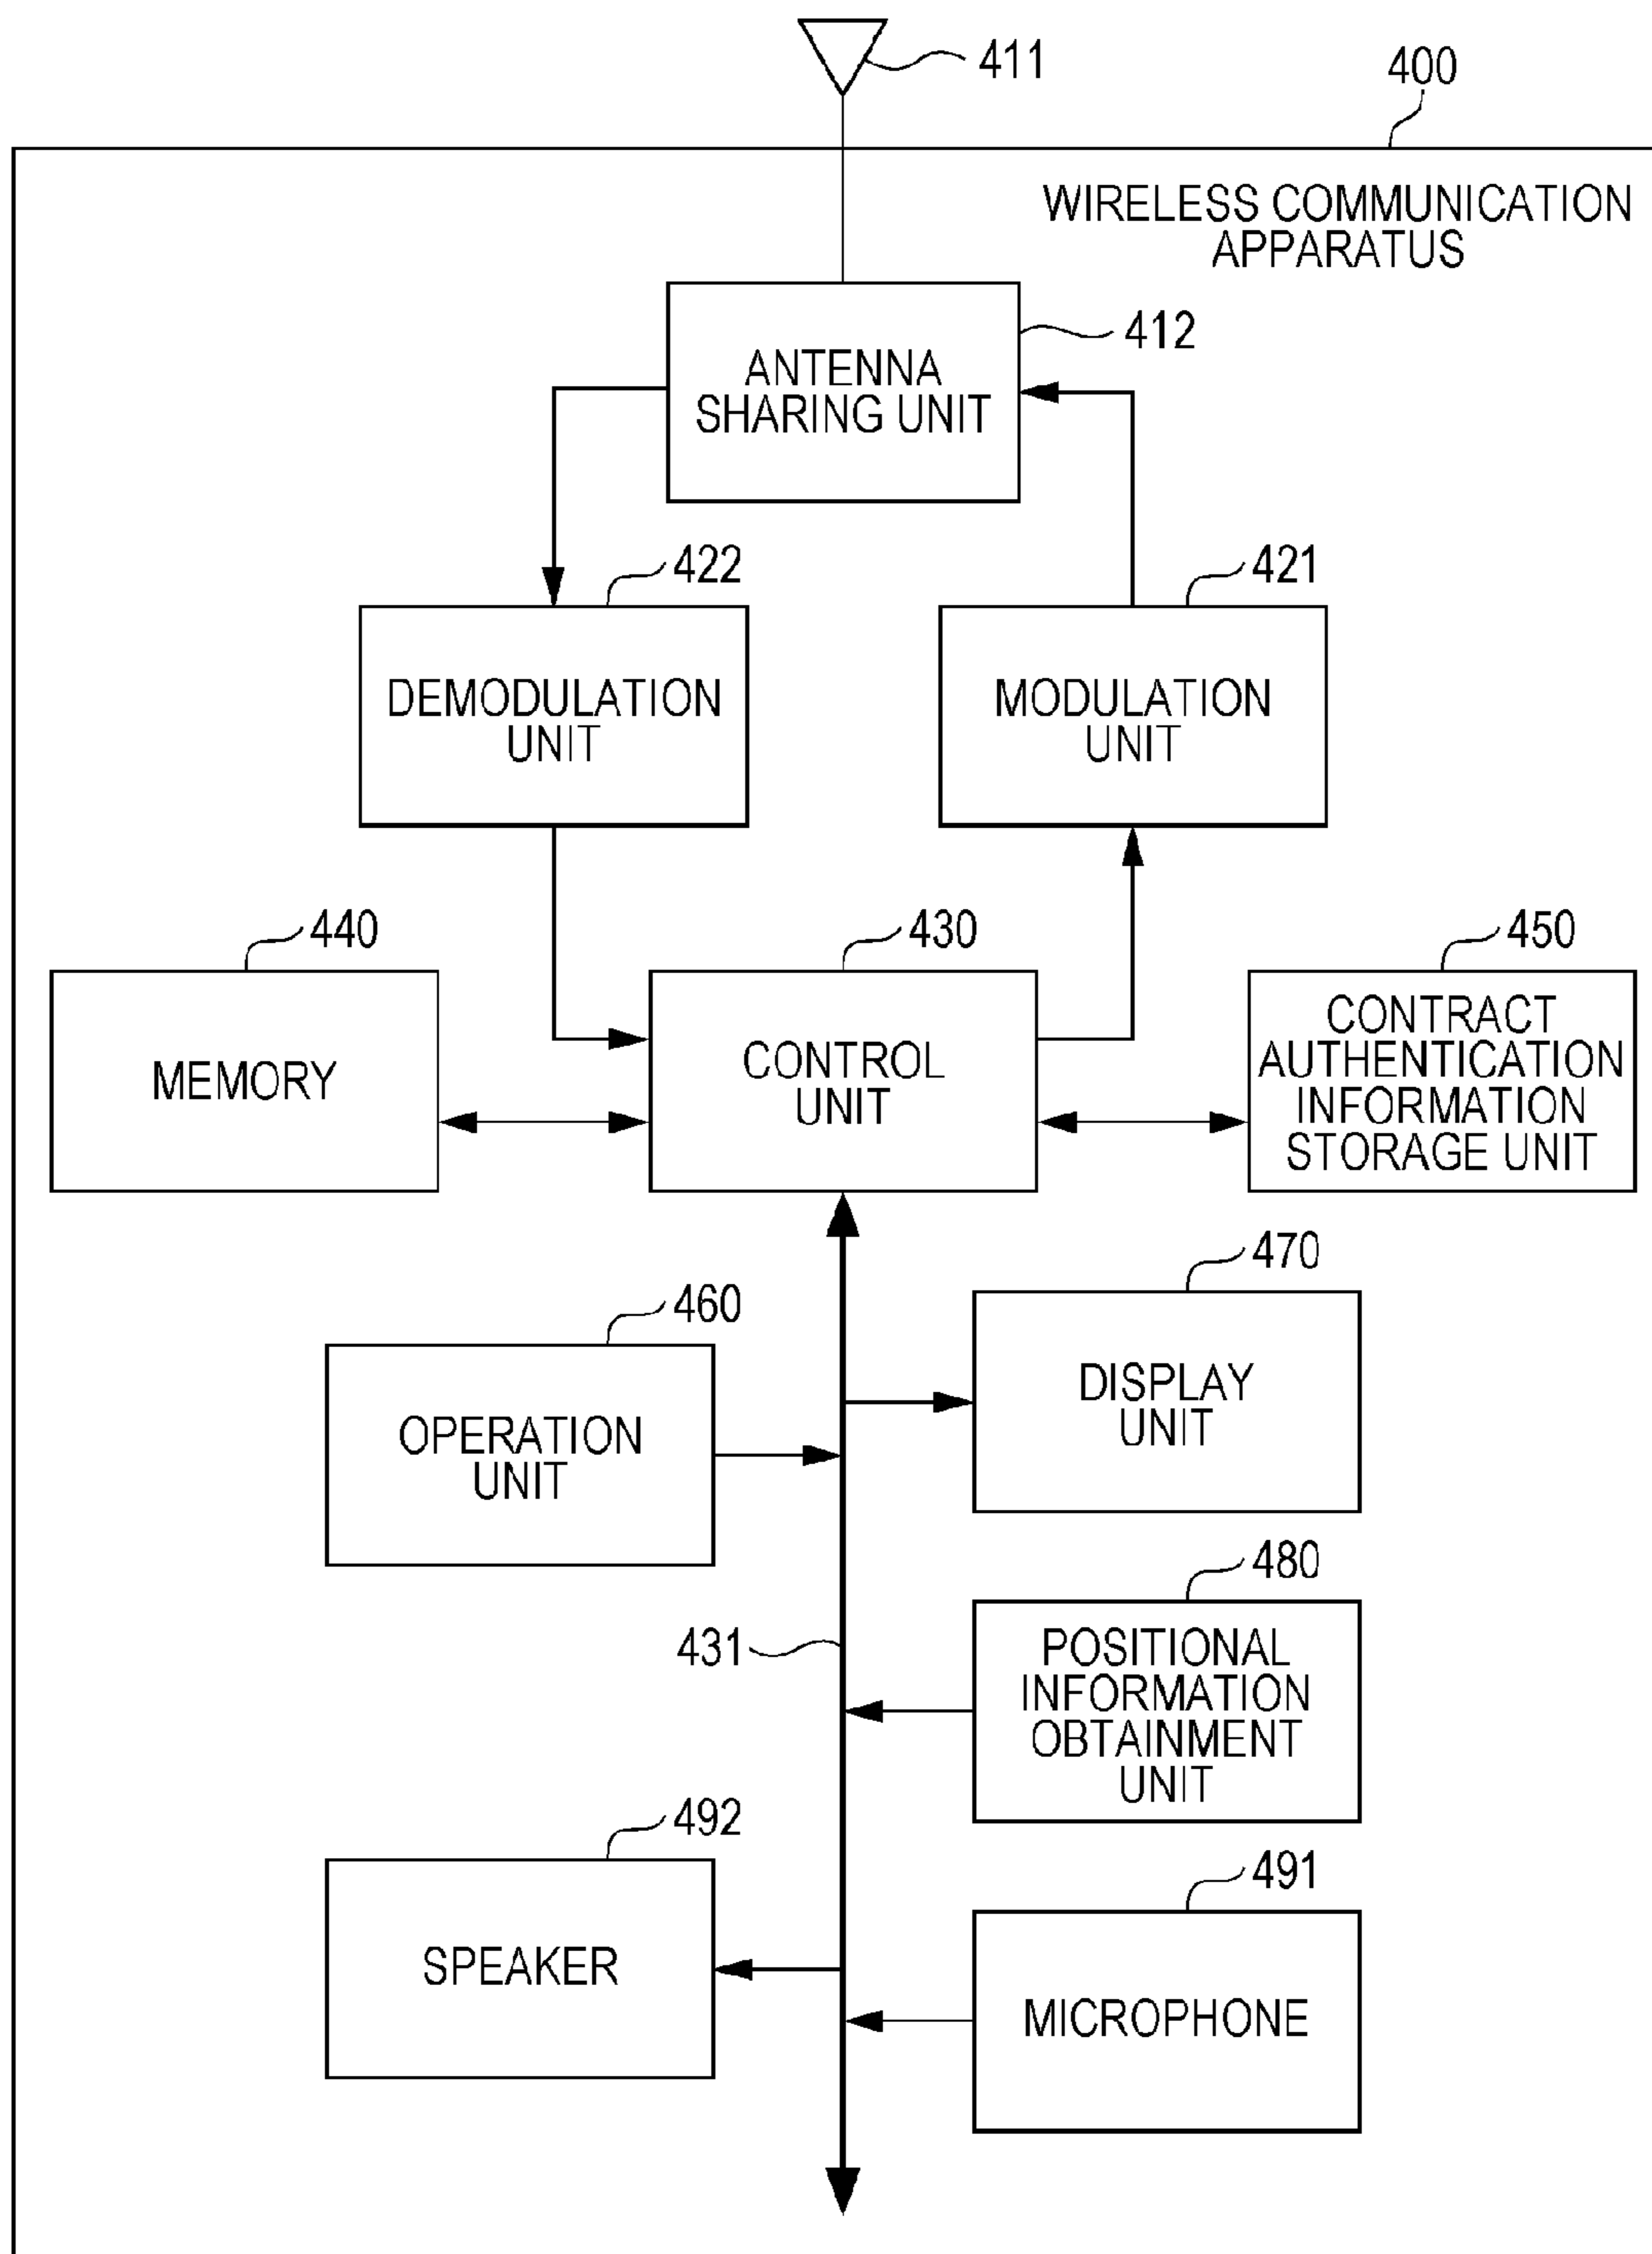 411
400
WIRELESS COMMUNICATION
APPARATUS
412
ANTENNA
SHARING UNIT
422
421
DEMODULATION
UNIT
MODULATION
UNIT
440
430
450
MEMORY
CONTROL
UNIT
CONTRACT
AUTHENTICATION
INFORMATION
STORAGE UNIT
470
460
DISPLAY
UNIT
OPERATION
UNIT
480
431
POSITIONAL
INFORMATION
OBTAINMENT
UNIT
492
491
SPEAKER
MICROPHONE